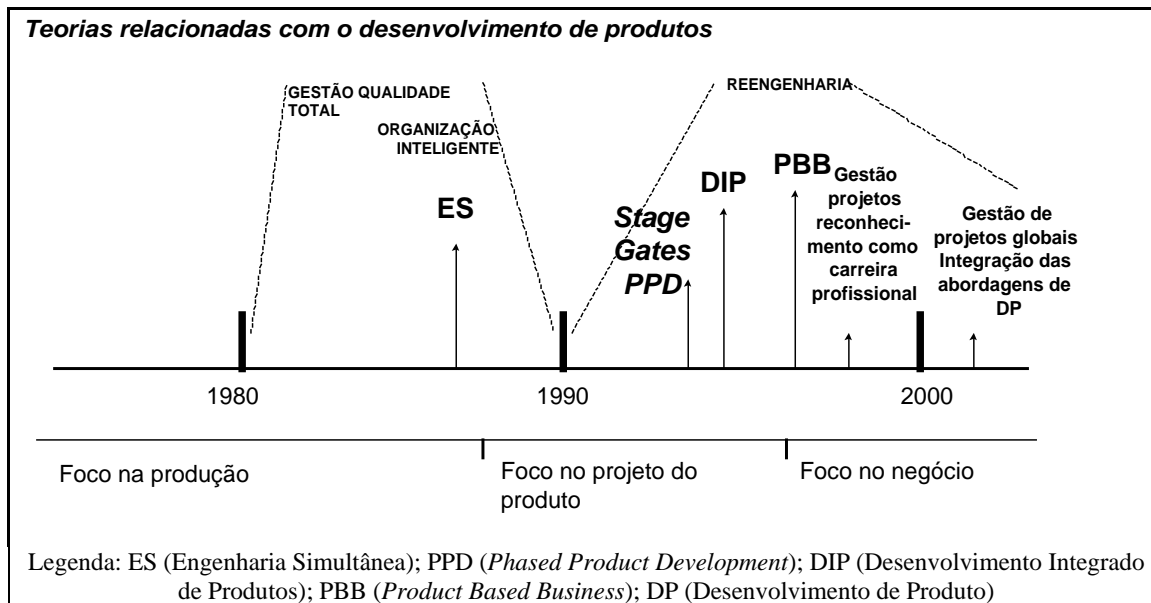 Teorias relacionadas com o desenvolvimento de produtos
GESTÃO QUALIDADE
TOTAL
ORGANIZAÇÃO
INTELIGENTE
REENGENHARIA
ES
Stage
Gates
PPD
DIP
PBB
Gestão
projetos
reconheci-
mento como
carreira
profissional
Gestão de
projetos globais
Integração das
abordagens de
DP
1980
1990
2000
Foco na produção
Foco no projeto do
produto
Foco no negócio
Legenda: ES (Engenharia Simultânea); PPD (Phased Product Development); DIP (Desenvolvimento Integrado
de Produtos); PBB (Product Based Business); DP (Desenvolvimento de Produto)